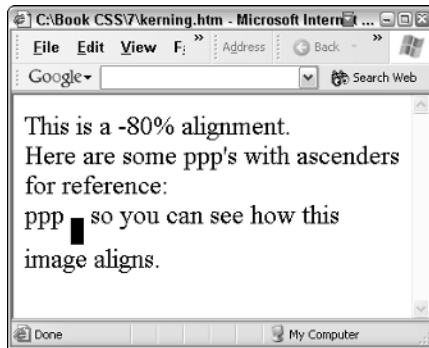 C:\Book CSS\7\kerning.htm - Microsoft Intern ...
File Edit View F » Address Back »
Google Search Web
This is a -80% alignment.
Here are some ppp's with ascenders
for reference:
ppp so you can see how this
image aligns.
Done My Computer